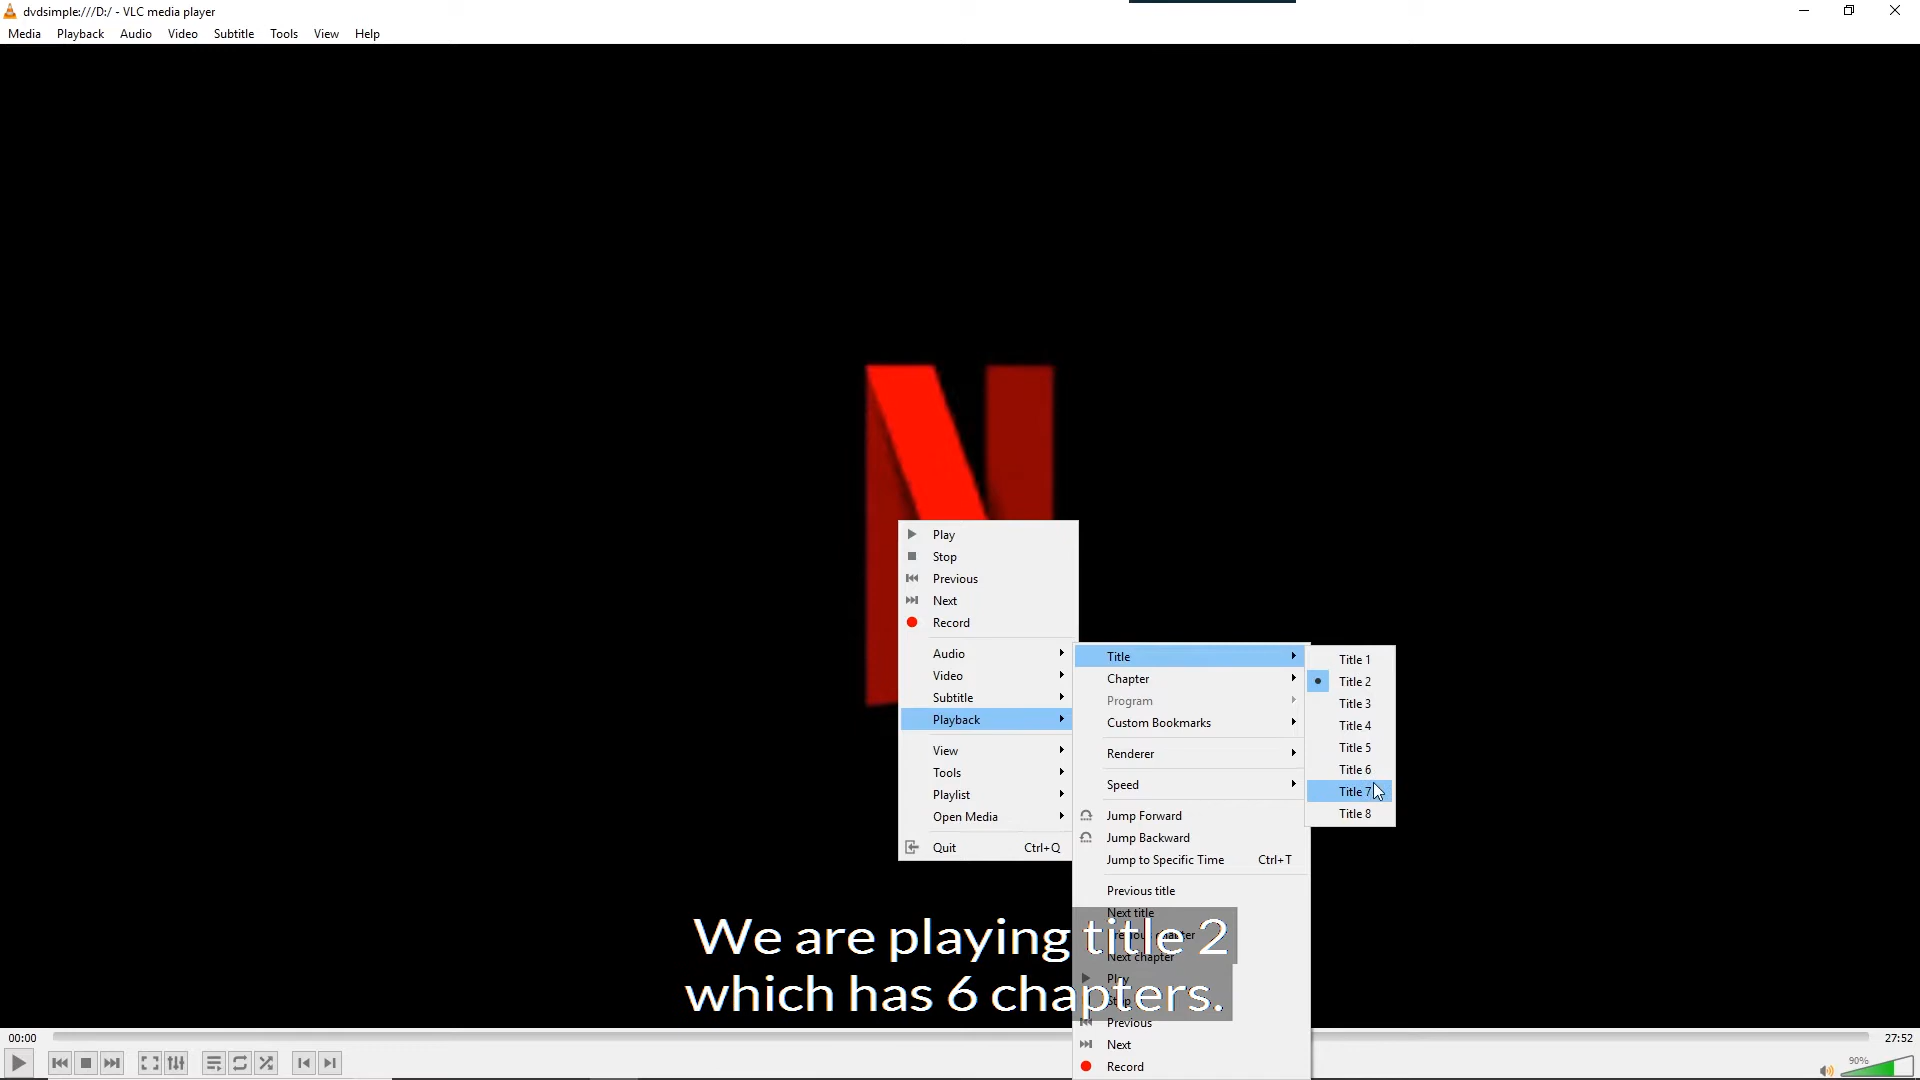 dvdsimple:///D:/ - VLC media player
Media Playback Audio Video Subtitle Tools View Help
N
Play
Stop
Previous
Next
Record
Audio
Video
Subtitle
Playback
View
Tools
Playlist
Open Media
Quit Ctrl+Q
Title
Chapter
Program
Custom Bookmarks
Renderer
Speed
Jump Forward
Jump Backward
Jump to Specific Time Ctrl+T
Previous title
Next title
Previous chapter
Next chapter
Play
Stop
Previous
Next
Record
Title 1
Title 2
Title 3
Title 4
Title 5
Title 6
Title 7
Title 8
We are playing title 2
which has 6 chapters.
00:00
27:52
90%